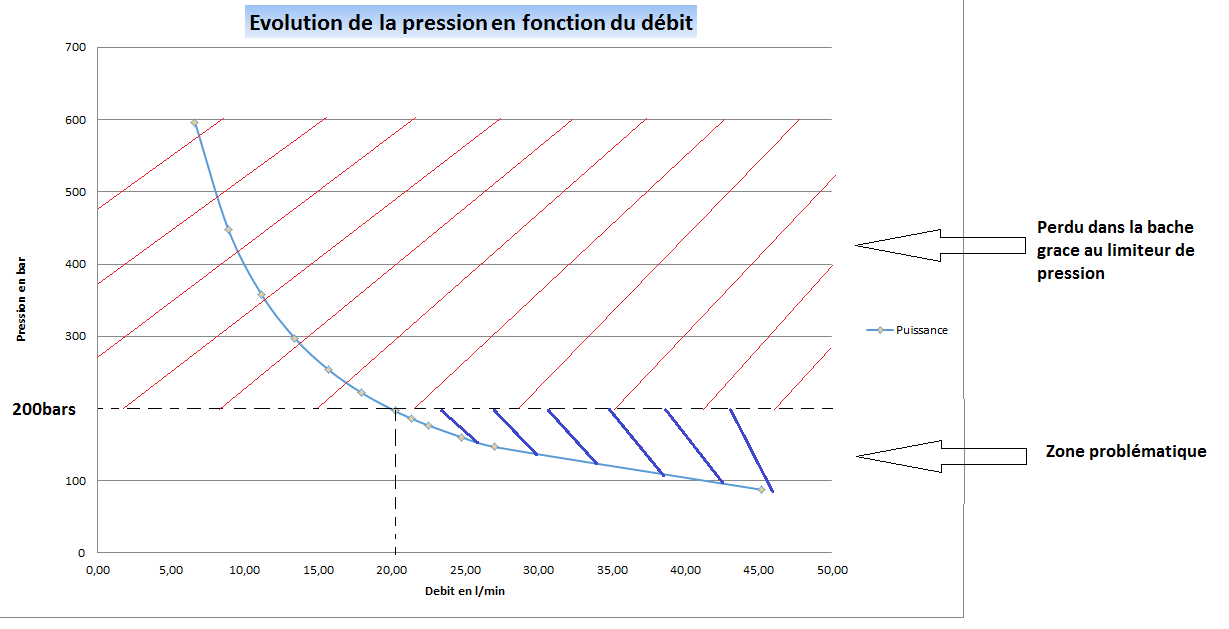 Evolution de la pression en fonction du débit
700
600
500
400
300
200bars
100
0
Pression en bar
0,00 5,00 10,00 15,00 20,00 25,00 30,00 35,00 40,00 45,00 50,00
Debit en l/min
Puissance
Perdu dans la bache
grace au limiteur de
pression
Zone problématique